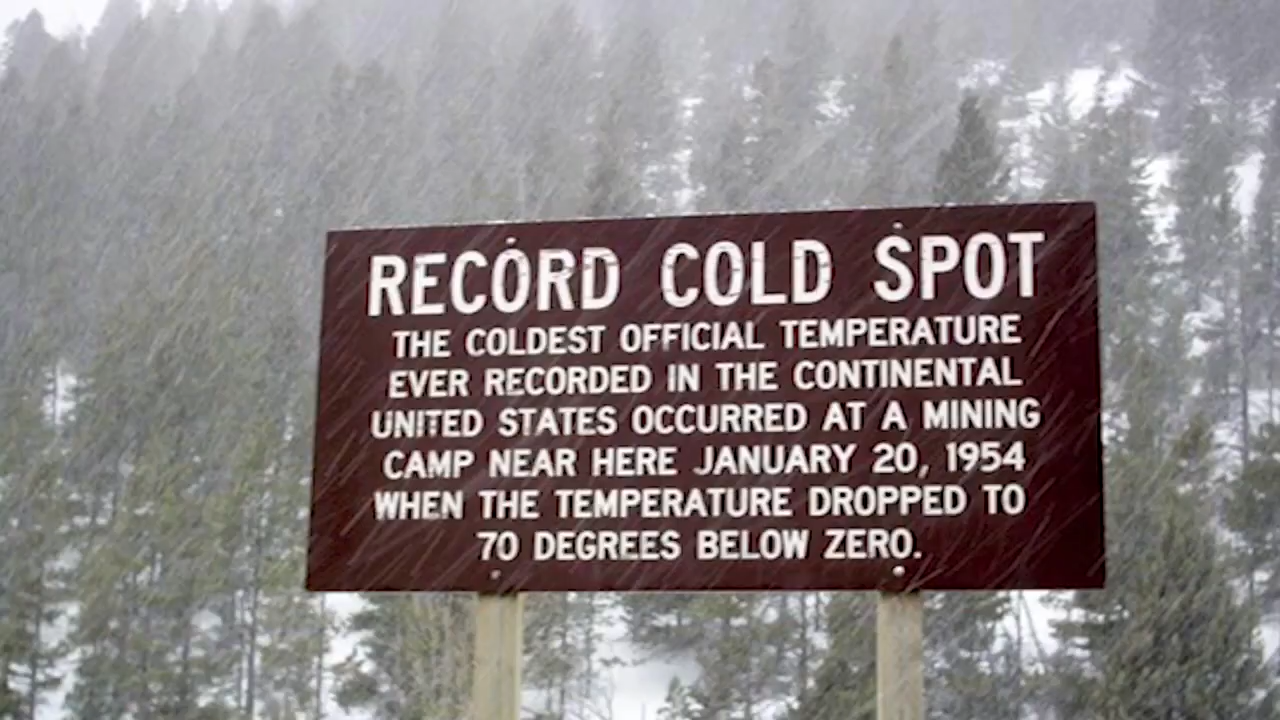 RECORD COLD SPOT
THE COLDEST OFFICIAL TEMPERATURE
EVER RECORDED IN THE CONTINENTAL
UNITED STATES OCCURRED AT A MINING
CAMP NEAR HERE JANUARY 20, 1954
WHEN THE TEMPERATURE DROPPED TO
70 DEGREES BELOW ZERO.